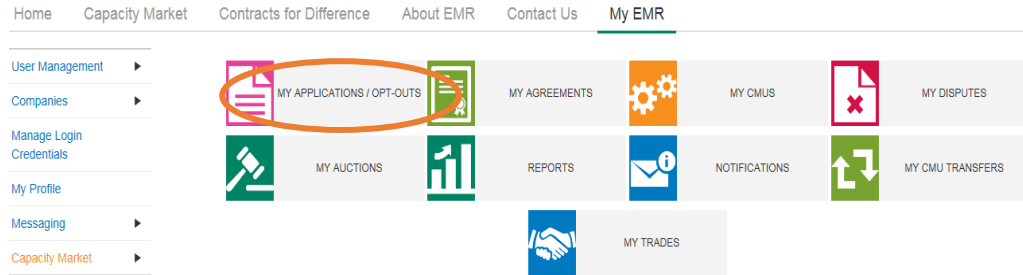 Home Capacity Market Contracts for Difference About EMR Contact Us My EMR
User Management
Companies
Manage Login
Credentials
My Profile
Messaging
Capacity Market
MY APPLICATIONS / OPT-OUTS MY AGREEMENTS MY CMUS MY DISPUTES
MY AUCTIONS REPORTS NOTIFICATIONS MY CMU TRANSFERS
MY TRADES